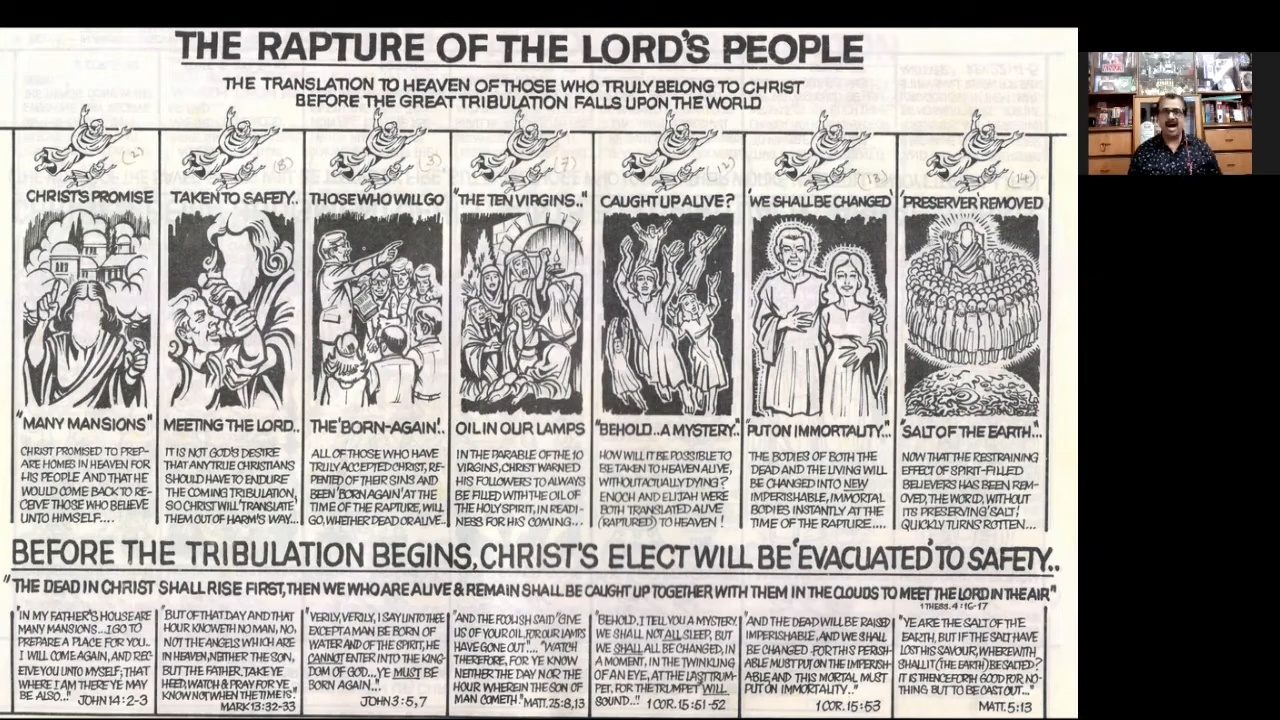 THE RAPTURE OF THE LORD'S PEOPLE
THE TRANSLATION TO HEAVEN OF THOSE WHO TRULY BELONG TO CHRIST
BEFORE THE GREAT TRIBULATION FALLS UPON THE WORLD
(2)
CHRIST'S PROMISE
"MANY MANSIONS"
CHRIST PROMISED TO PREP-
ARE HOMES IN HEAVEN FOR
HIS PEOPLE AND THAT HE
WOULD COME BACK TO RE-
CEIVE THOSE WHO BELIEVE
UNTO HIMSELF....
TAKEN TO SAFETY..
MEETING THE LORD..
IT IS NOT GOD'S DESIRE
THAT ANY TRUE CHRISTIANS
SHOULD HAVE TO ENDURE
THE COMING TRIBULATION,
SO CHRIST WILL 'TRANSLATE'
THEM OUT OF HARM'S WAY...
(3)
THOSE WHO WILL GO
THE 'BORN-AGAIN'..
ALL OF THOSE WHO HAVE
TRULY ACCEPTED CHRIST, RE-
PENTED OF THEIR SINS AND
BEEN 'BORN AGAIN' AT THE
TIME OF THE RAPTURE, WILL
GO, WHETHER DEAD OR ALIVE..
(7)
"THE TEN VIRGINS.."
OIL IN OUR LAMPS
IN THE PARABLE OF THE 10
VIRGINS, CHRIST WARNED
HIS FOLLOWERS TO ALWAYS
BE FILLED WITH THE OIL OF
THE HOLY SPIRIT, IN READI-
NESS FOR HIS COMING...
(12)
CAUGHT UP ALIVE?
"BEHOLD..A MYSTERY.."
HOW WILL IT BE POSSIBLE TO
BE TAKEN TO HEAVEN ALIVE,
WITHOUT ACTUALLY DYING?
ENOCH AND ELIJAH WERE
BOTH TRANSLATED ALIVE
(RAPTURED) TO HEAVEN!
(13)
'WE SHALL BE CHANGED'
"PUT ON IMMORTALITY..."
THE BODIES OF BOTH THE
DEAD AND THE LIVING WILL
BE CHANGED INTO NEW
IMPERISHABLE, IMMORTAL
BODIES INSTANTLY AT THE
TIME OF THE RAPTURE....
(14)
'PRESERVER REMOVED
"SALT OF THE EARTH..."
NOW THAT THE RESTRAINING
EFFECT OF SPIRIT-FILLED
BELIEVERS HAS BEEN REM-
OVED, THE WORLD, WITHOUT
ITS PRESERVING 'SALT',
QUICKLY TURNS ROTTEN...
BEFORE THE TRIBULATION BEGINS, CHRIST'S ELECT WILL BE 'EVACUATED' TO SAFETY..
"THE DEAD IN CHRIST SHALL RISE FIRST, THEN WE WHO ARE ALIVE & REMAIN SHALL BE CAUGHT UP TOGETHER WITH THEM IN THE CLOUDS TO MEET THE LORD IN THE AIR"
1 THESS. 4:16-17
"IN MY FATHER'S HOUSE ARE
MANY MANSIONS...I GO TO
PREPARE A PLACE FOR YOU..
I WILL COME AGAIN, AND REC-
EIVE YOU UNTO MYSELF; THAT
WHERE I AM THERE YE MAY
BE ALSO.." JOHN 14:2-3
"BUT OF THAT DAY AND THAT
HOUR KNOWETH NO MAN, NO,
NOT THE ANGELS WHICH ARE
IN HEAVEN, NEITHER THE SON,
BUT THE FATHER, TAKE YE
HEED, WATCH & PRAY FOR YE
KNOW NOT WHEN THE TIME IS."
MARK 13:32-33
"VERILY, VERILY, I SAY UNTO THEE
EXCEPT A MAN BE BORN OF
WATER AND OF THE SPIRIT, HE
CANNOT ENTER INTO THE KING-
DOM OF GOD...YE MUST BE
BORN AGAIN.."
JOHN 3:5,7
"AND THE FOOLISH SAID 'GIVE
US OF YOUR OIL, FOR OUR LAMPS
HAVE GONE OUT'.... "WATCH
THEREFORE, FOR YE KNOW
NEITHER THE DAY NOR THE
HOUR WHEREIN THE SON OF
MAN COMETH." MATT. 25:8,13
"BEHOLD, I TELL YOU A MYSTERY
WE SHALL NOT ALL SLEEP, BUT
WE SHALL ALL BE CHANGED, IN
A MOMENT, IN THE TWINKLING
OF AN EYE, AT THE LAST TRUM-
PET, FOR THE TRUMPET WILL
SOUND..." 1 COR. 15:51-52
"AND THE DEAD WILL BE RAISED
IMPERISHABLE, AND WE SHALL
BE CHANGED - FOR THIS PERISH-
ABLE MUST PUT ON THE IMPERISH-
ABLE AND THIS MORTAL MUST
PUT ON IMMORTALITY.."
1 COR. 15:53
"YE ARE THE SALT OF THE
EARTH, BUT IF THE SALT HAVE
LOST HIS SAVOUR, WHEREWITH
SHALL IT (THE EARTH) BE SALTED?
IT IS THENCEFORTH GOOD FOR NO-
THING BUT TO BE CAST OUT..."
MATT. 5:13